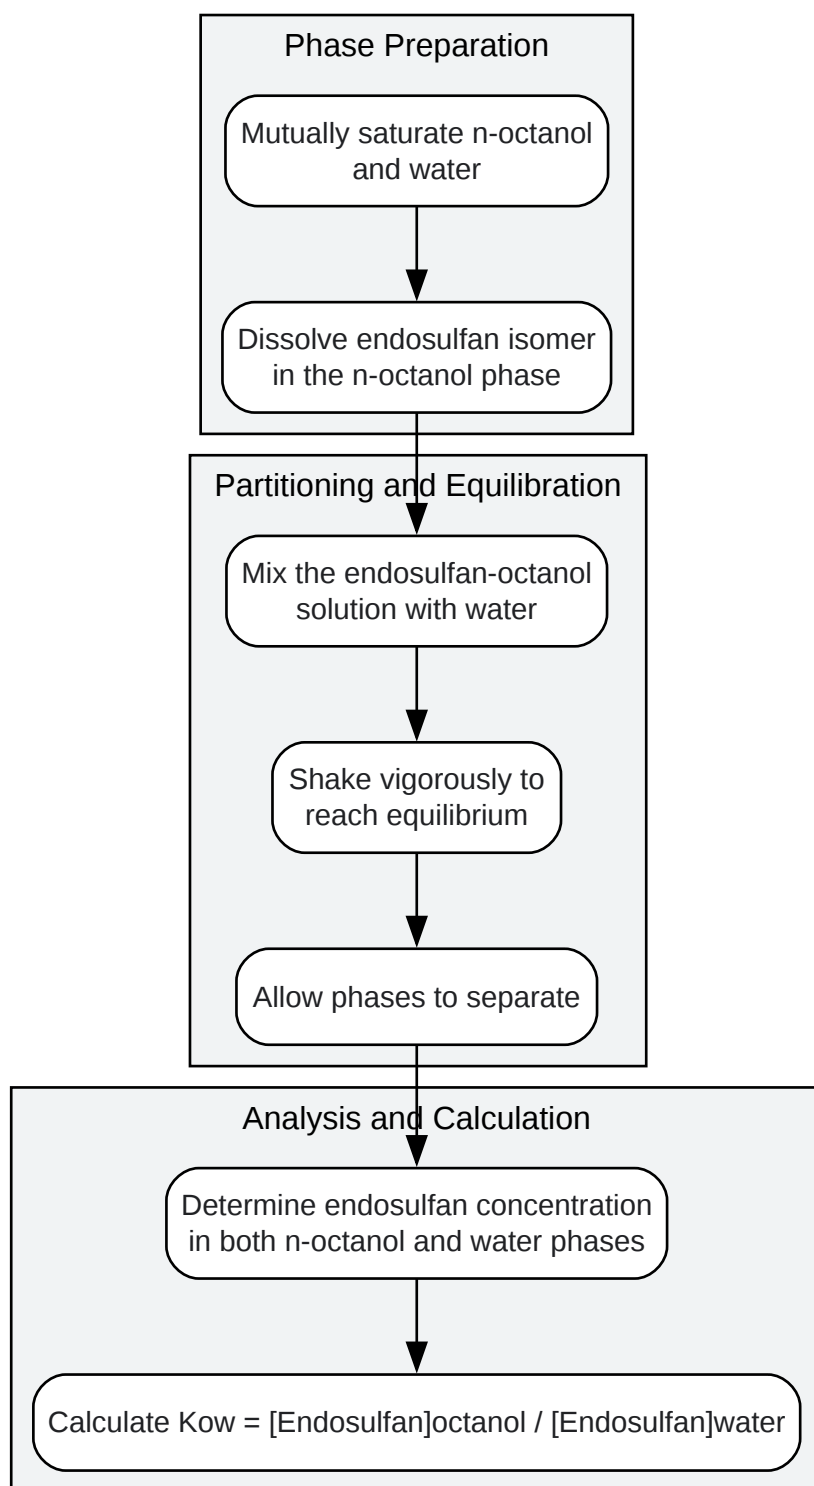 Phase Preparation
Mutually saturate n-octanol
and water
Dissolve endosulfan isomer
in the n-octanol phase
Partitioning and Equilibration
Mix the endosulfan-octanol
solution with water
Shake vigorously to
reach equilibrium
Allow phases to separate
Analysis and Calculation
Determine endosulfan concentration
in both n-octanol and water phases
Calculate Kow = [Endosulfan]octanol / [Endosulfan]water